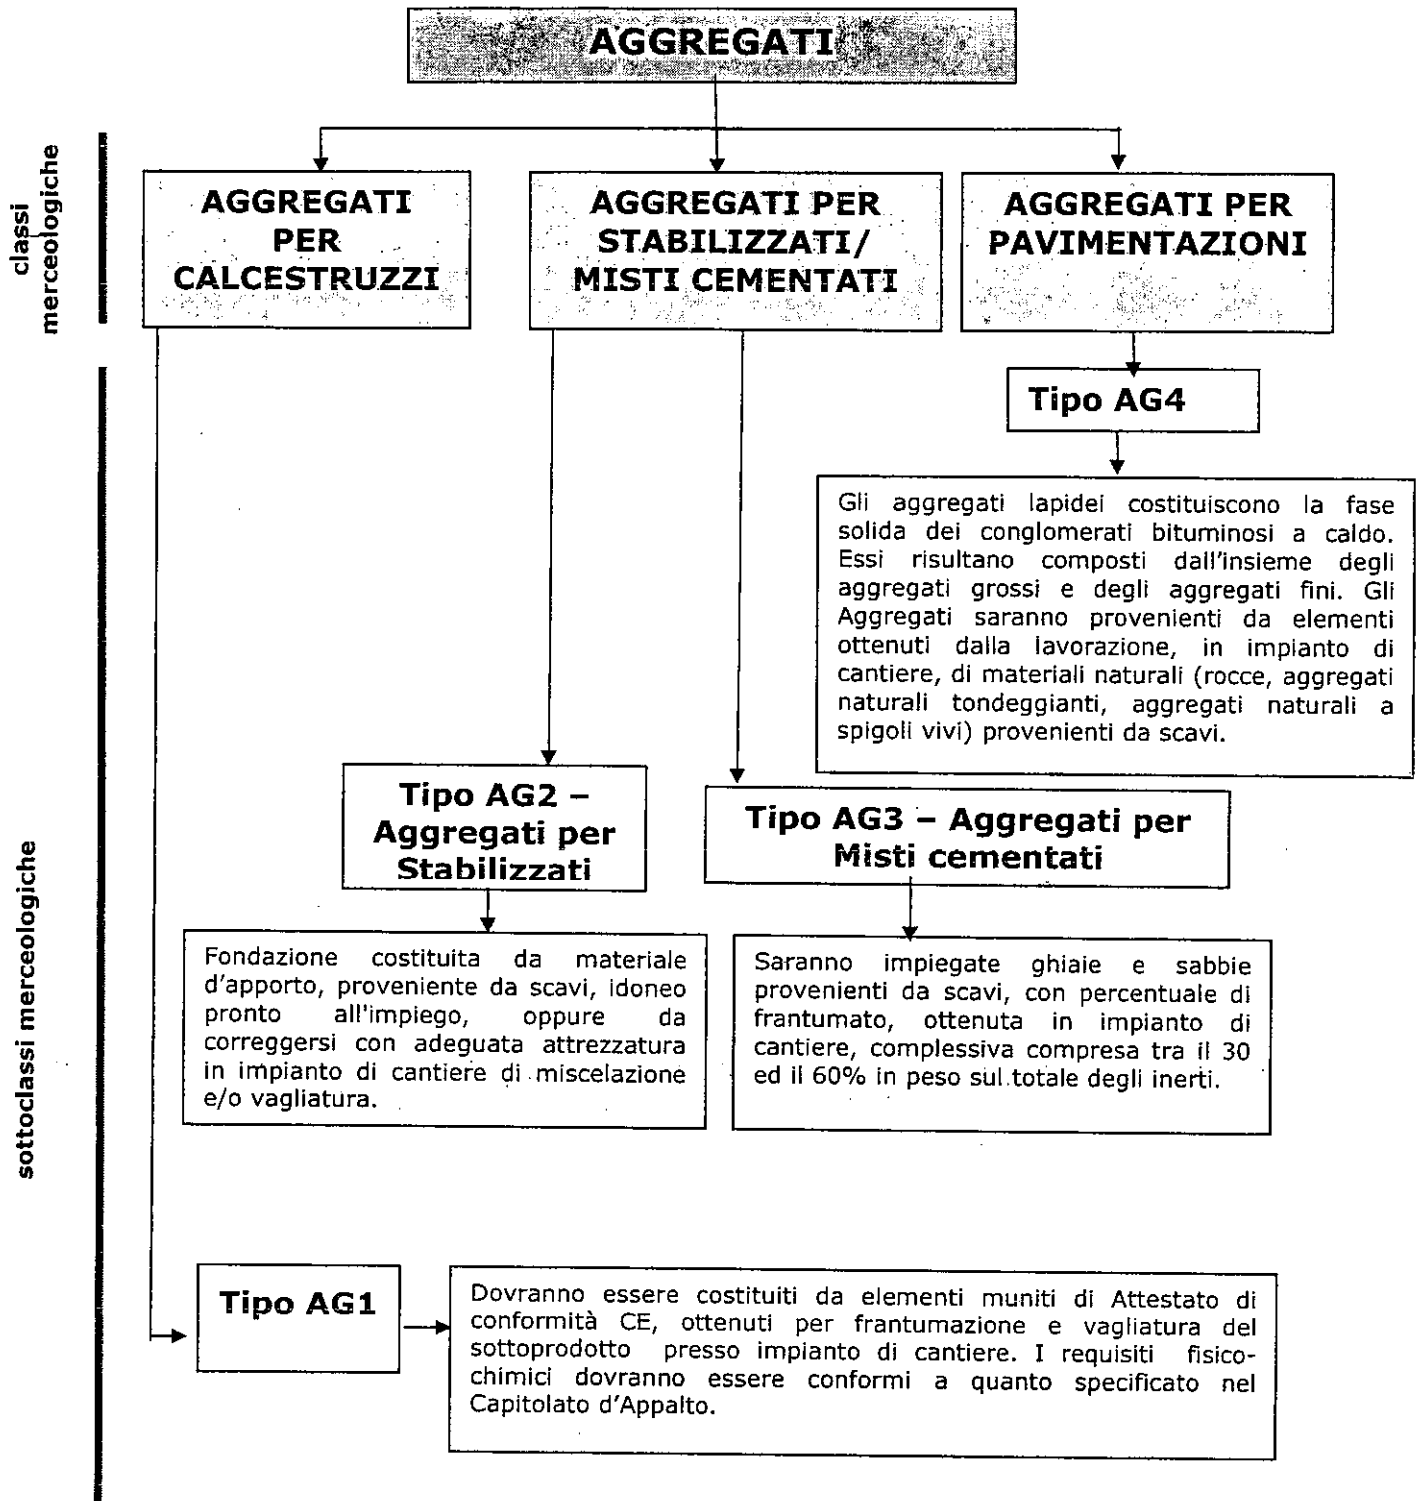 AGGREGATI
classi
merceologiche
AGGREGATI
PER
CALCESTRUZZI
AGGREGATI PER
STABILIZZATI/
MISTI CEMENTATI
AGGREGATI PER
PAVIMENTAZIONI
Tipo AG4
Gli aggregati lapidei costituiscono la fase
solida dei conglomerati bituminosi a caldo.
Essi risultano composti dall'insieme degli
aggregati grossi e degli aggregati fini. Gli
Aggregati saranno provenienti da elementi
ottenuti dalla lavorazione, in impianto di
cantiere, di materiali naturali (rocce, aggregati
naturali tondeggianti, aggregati naturali a
spigoli vivi) provenienti da scavi.
sottoclassi merceologiche
Tipo AG2 –
Aggregati per
Stabilizzati
Tipo AG3 – Aggregati per
Misti cementati
Fondazione costituita da materiale
d'apporto, proveniente da scavi, idoneo
pronto all'impiego, oppure da
correggersi con adeguata attrezzatura
in impianto di cantiere di miscelazione
e/o vagliatura.
Saranno impiegate ghiaie e sabbie
provenienti da scavi, con percentuale di
frantumato, ottenuta in impianto di
cantiere, complessiva compresa tra il 30
ed il 60% in peso sul totale degli inerti.
Tipo AG1
Dovranno essere costituiti da elementi muniti di Attestato di
conformità CE, ottenuti per frantumazione e vagliatura del
sottoprodotto presso impianto di cantiere. I requisiti fisico-
chimici dovranno essere conformi a quanto specificato nel
Capitolato d'Appalto.